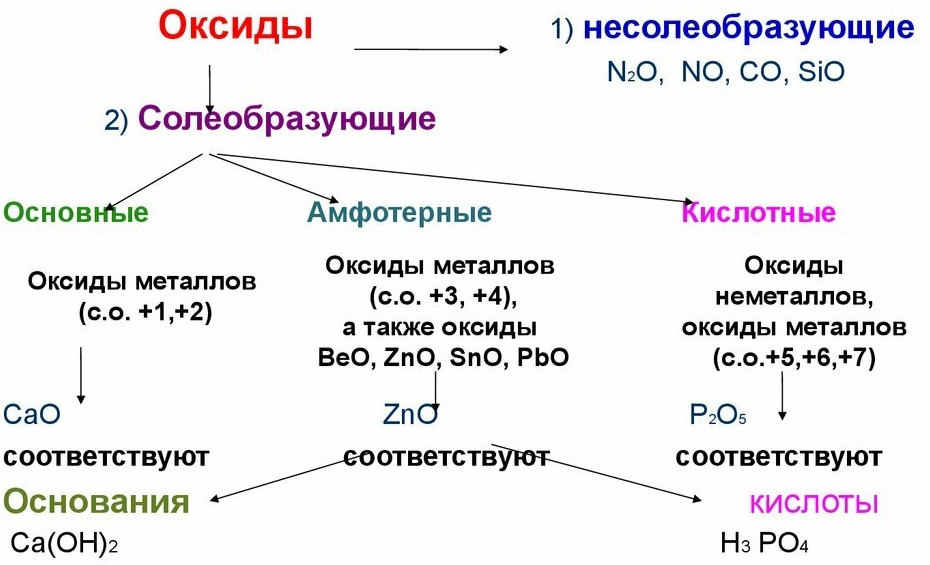 Оксиды
1) несолеобразующие
N₂O, NO, CO, SiO
2) Солеобразующие
Основные
Амфотерные
Кислотные
Оксиды металлов
(с.о. +1,+2)
Оксиды металлов
(с.о. +3, +4),
а также оксиды
BeO, ZnO, SnO, PbO
Оксиды
неметаллов,
оксиды металлов
(с.о.+5,+6,+7)
CaO
ZnO
P₂O₅
соответствуют
соответствуют
соответствуют
Основания
кислоты
Ca(OH)₂
H₃ PO₄